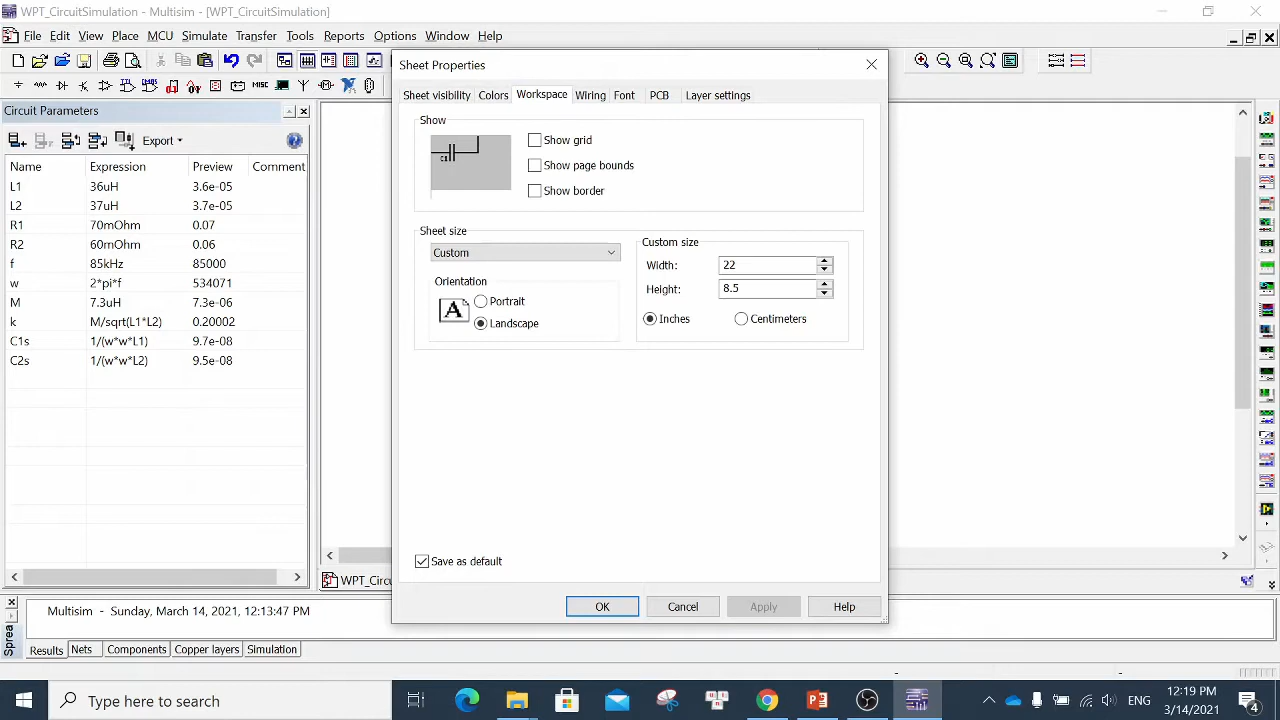 WPT_CircuitSimulation - Multisim - [WPT_CircuitSimulation]
File Edit View Place MCU Simulate Transfer Tools Reports Options Window Help
MISC
Circuit Parameters
Export
Name Expression Preview Comment
L1 36uH 3.6e-05
L2 37uH 3.7e-05
R1 70mOhm 0.07
R2 60mOhm 0.06
f 85kHz 85000
w 2*pi*f 534071
M 7.3uH 7.3e-06
k M/sqrt(L1*L2) 0.20002
C1s 1/(w*w*L1) 9.7e-08
C2s 1/(w*w*L2) 9.5e-08
Sheet Properties
Sheet visibility Colors Workspace Wiring Font PCB Layer settings
Show
Show grid
Show page bounds
Show border
Sheet size
Custom
Orientation
A
Portrait
Landscape
Custom size
Width: 22
Height: 8.5
Inches Centimeters
Save as default
OK Cancel Apply Help
WPT_Circu
Sprea
Multisim - Sunday, March 14, 2021, 12:13:47 PM
Results Nets Components Copper layers Simulation
Type here to search
ENG
12:19 PM
3/14/2021
4